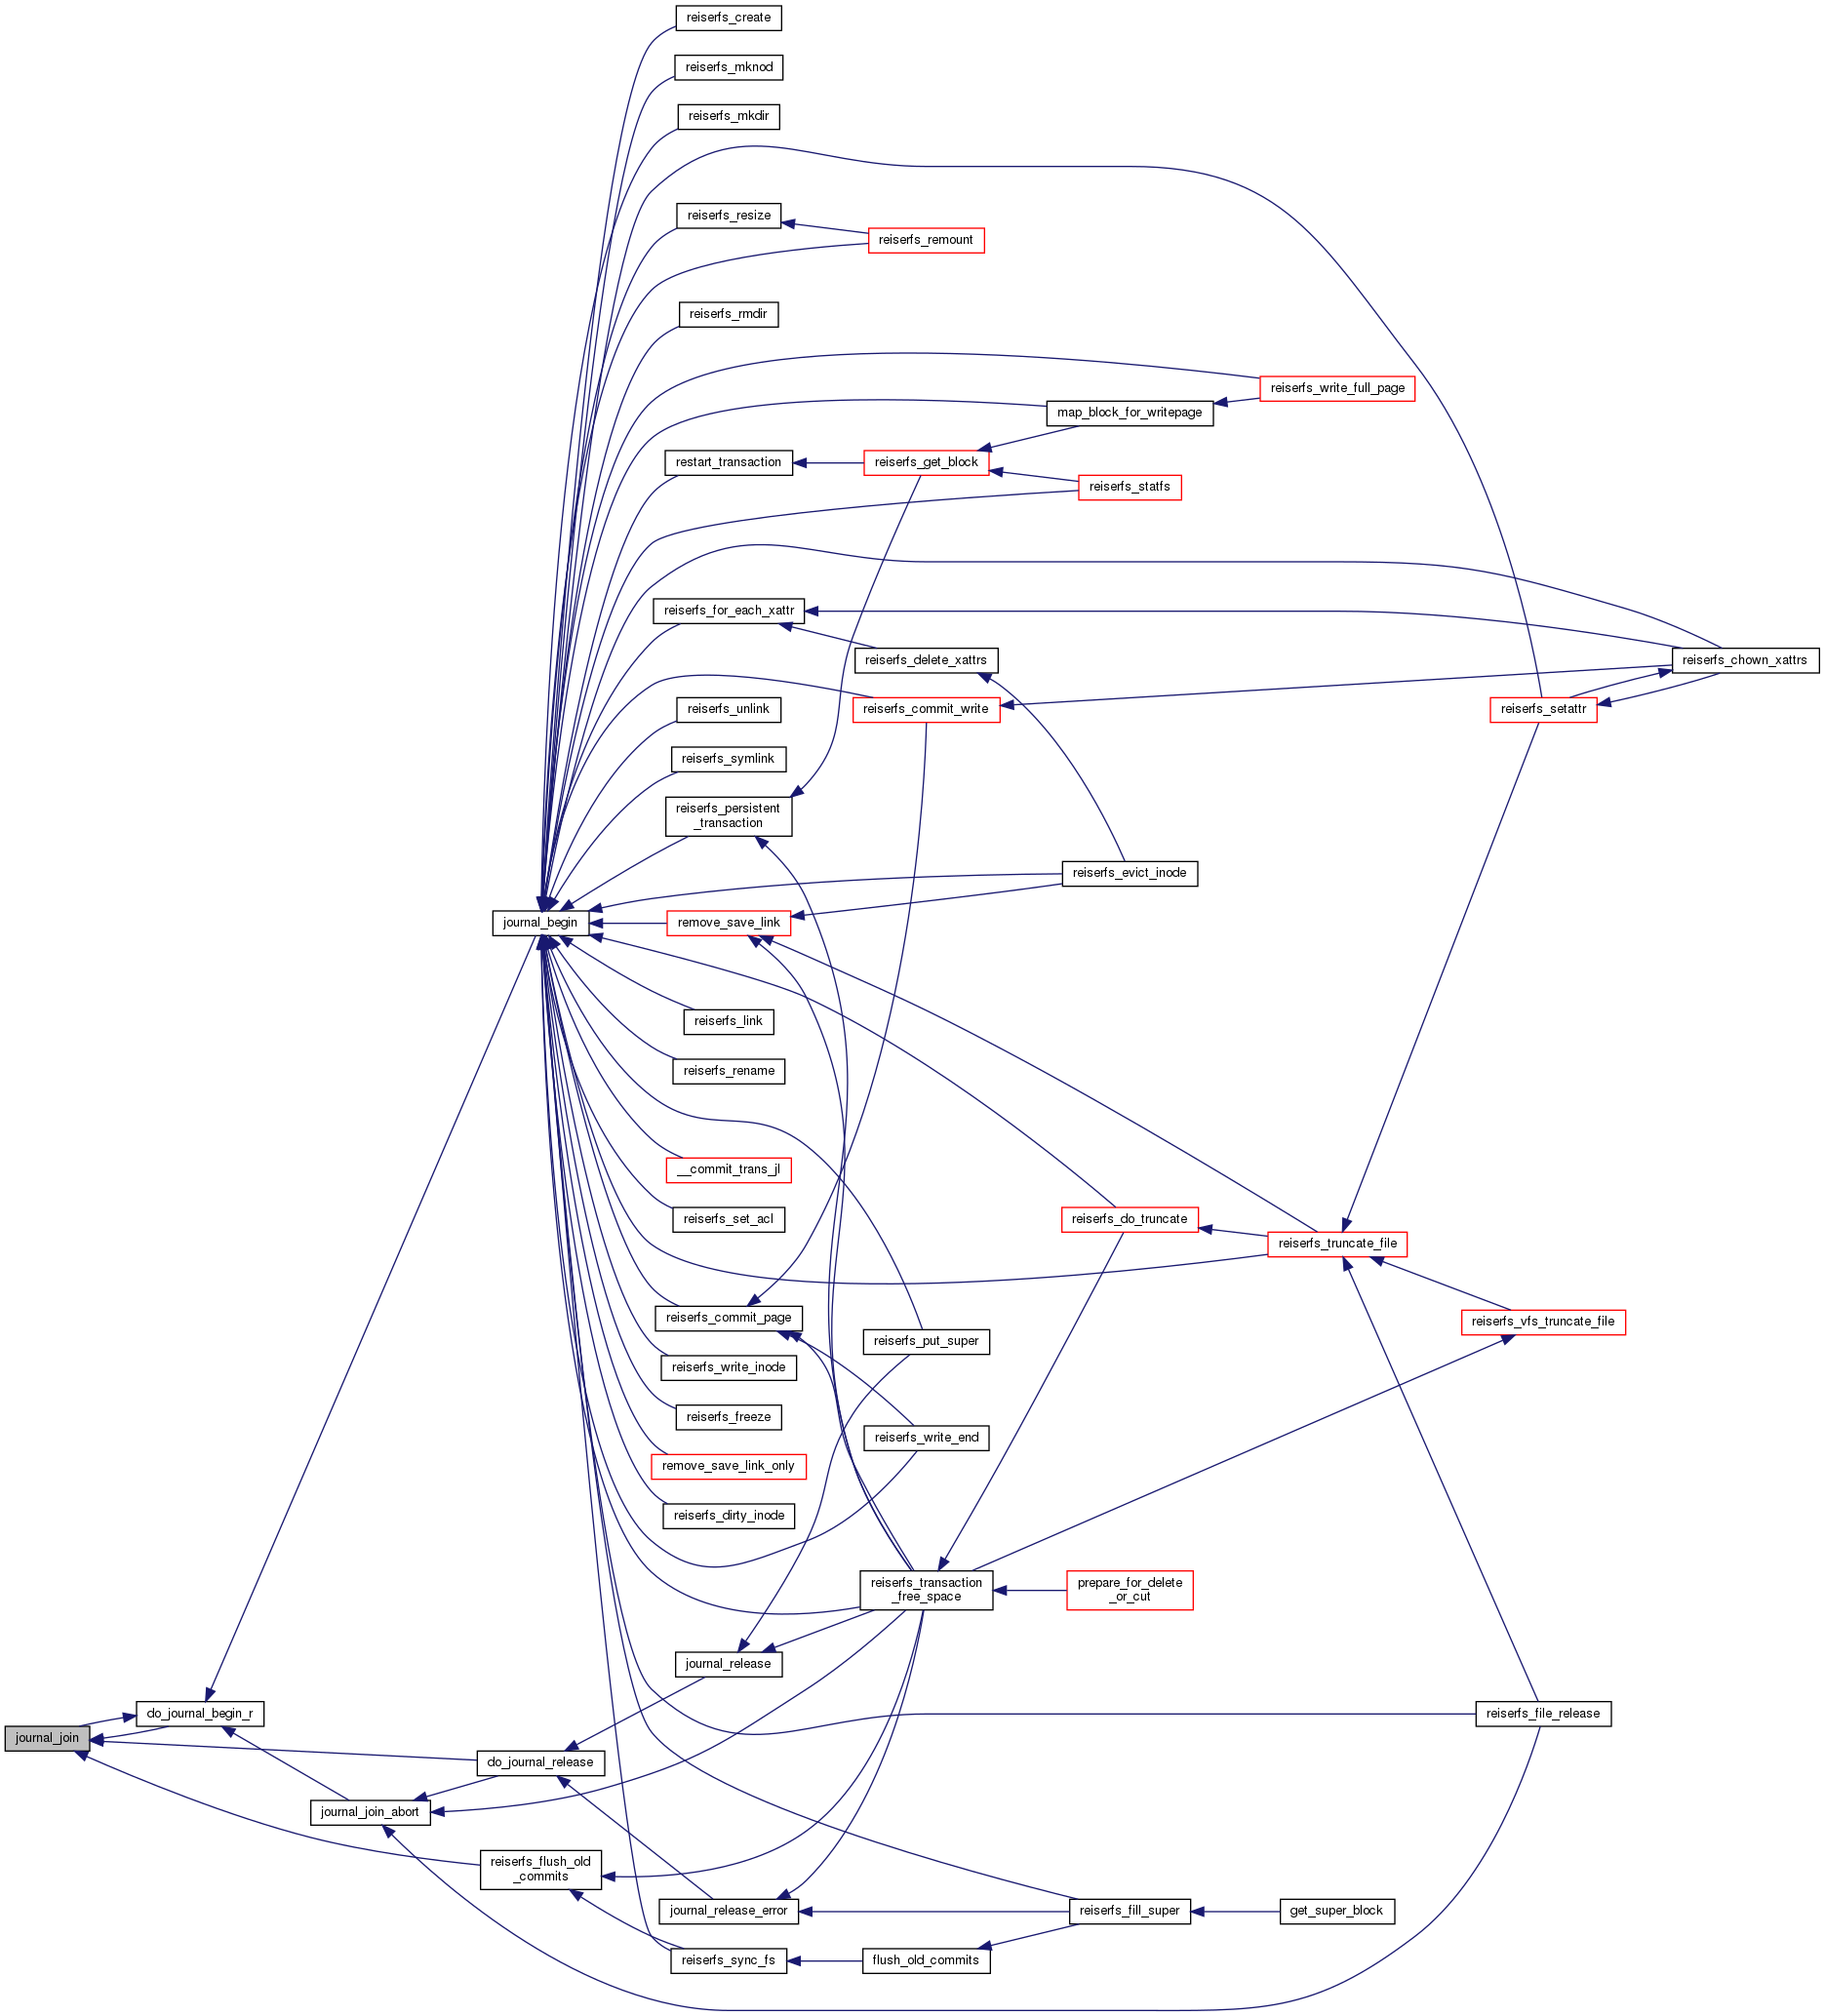 reiserfs_create
reiserfs_mknod
reiserfs_mkdir
reiserfs_resize
reiserfs_remount
reiserfs_rmdir
reiserfs_write_full_page
map_block_for_writepage
restart_transaction
reiserfs_get_block
reiserfs_statfs
reiserfs_for_each_xattr
reiserfs_delete_xattrs
reiserfs_chown_xattrs
reiserfs_unlink
reiserfs_commit_write
reiserfs_setattr
reiserfs_symlink
reiserfs_persistent
_transaction
reiserfs_evict_inode
journal_begin
remove_save_link
reiserfs_link
reiserfs_rename
__commit_trans_jl
reiserfs_set_acl
reiserfs_do_truncate
reiserfs_truncate_file
reiserfs_commit_page
reiserfs_vfs_truncate_file
reiserfs_put_super
reiserfs_write_inode
reiserfs_freeze
reiserfs_write_end
remove_save_link_only
reiserfs_dirty_inode
reiserfs_transaction
_free_space
prepare_for_delete
_or_cut
journal_release
do_journal_begin_r
reiserfs_file_release
journal_join
do_journal_release
journal_join_abort
reiserfs_flush_old
_commits
journal_release_error
reiserfs_fill_super
get_super_block
reiserfs_sync_fs
flush_old_commits